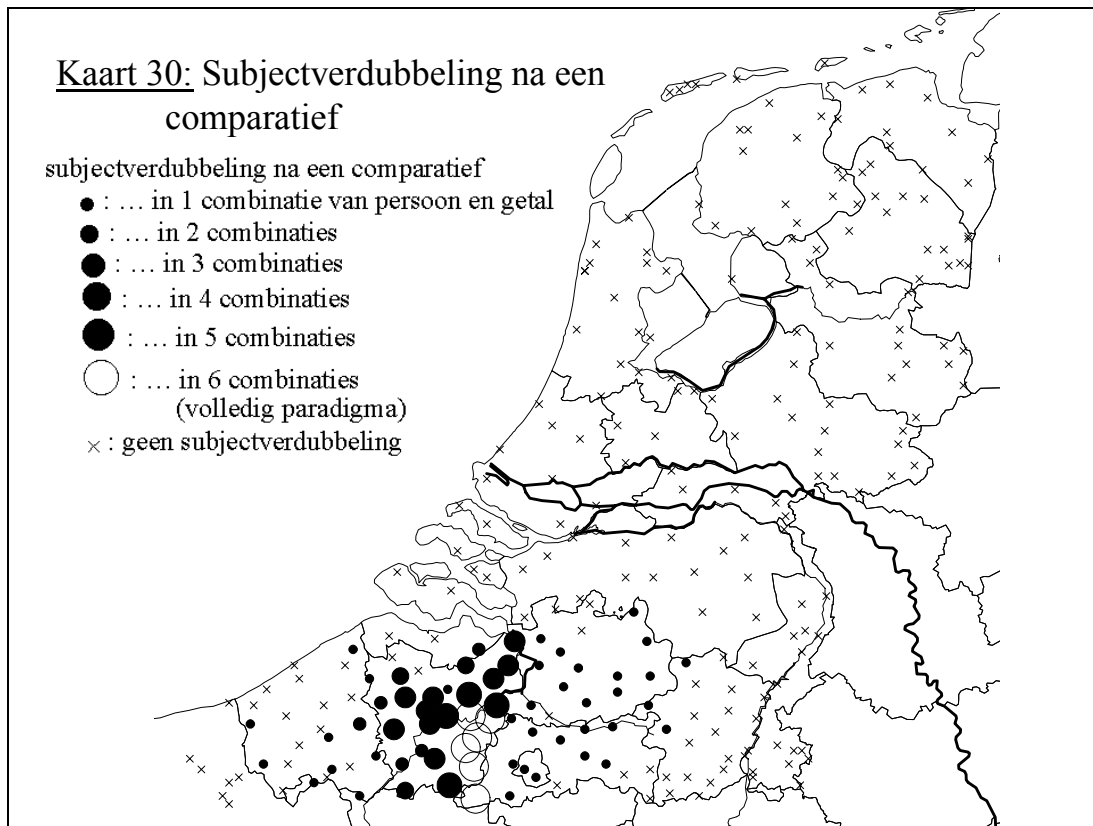 Kaart 30: Subjectverdubbeling na een
comparatief
subjectverdubbeling na een comparatief
: … in 1 combinatie van persoon en getal
: … in 2 combinaties
: … in 3 combinaties
: … in 4 combinaties
: … in 5 combinaties
: … in 6 combinaties
(volledig paradigma)
: geen subjectverdubbeling